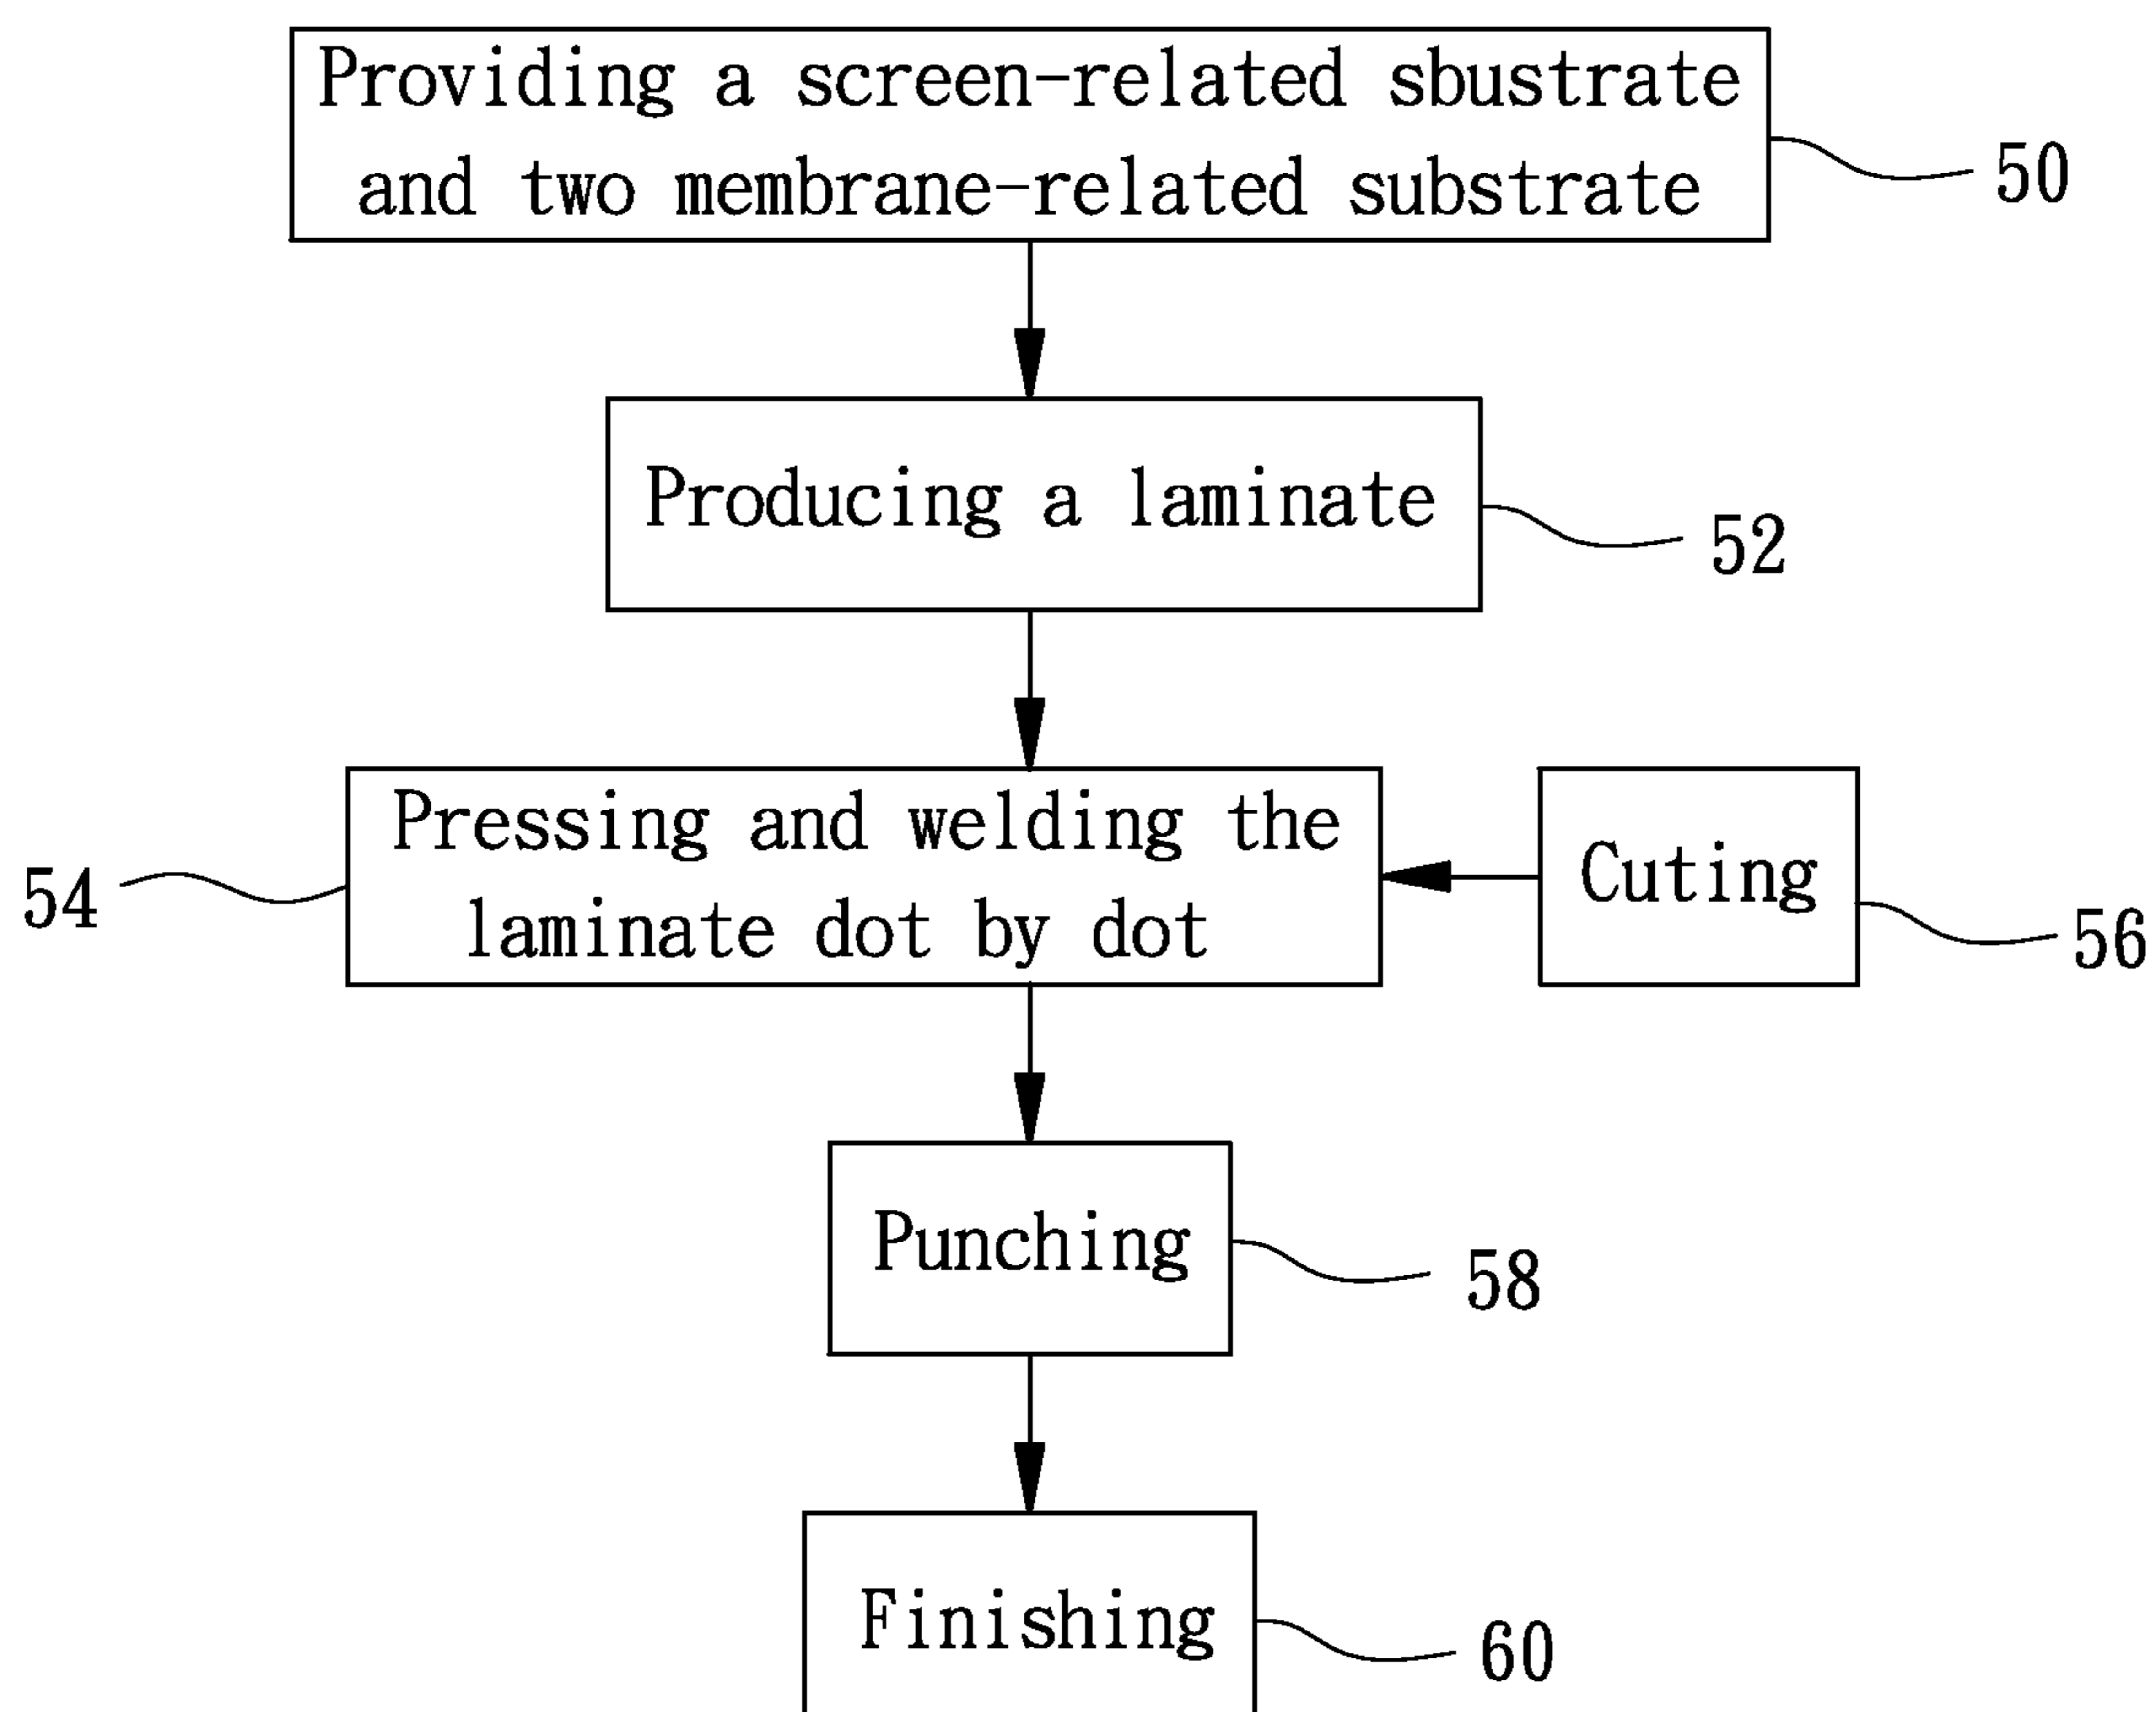 Providing a screen-related sbustrate
and two membrane-related substrate
50
Producing a laminate
52
Pressing and welding the
laminate dot by dot
54
Cuting
56
Punching
58
Finishing
60